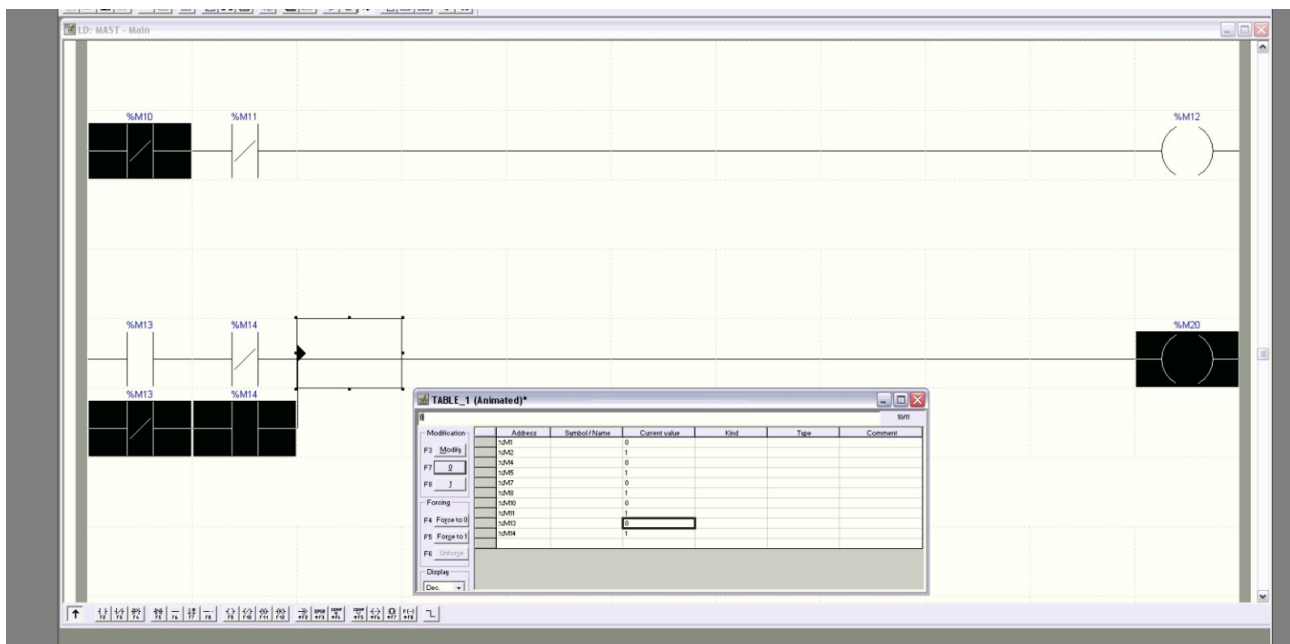 ED: MAST - Main
%M10 %M11 %M12
%M13 %M14 %M20
%M13 %M14
TABLE_1 (Animated)*
10/11
Modification
Address Symbol / Name Current value Kind Type Comment
%M1 0
F3 Modify
%M2 1
%M4 0
F7 0
%M5 1
%M7 0
F8 1
%M8 1
Forcing
%M10 0
%M11 1
F4 Force to 0
%M13 0
F5 Force to 1
%M14 1
F6 Unforce
Display
Dec.